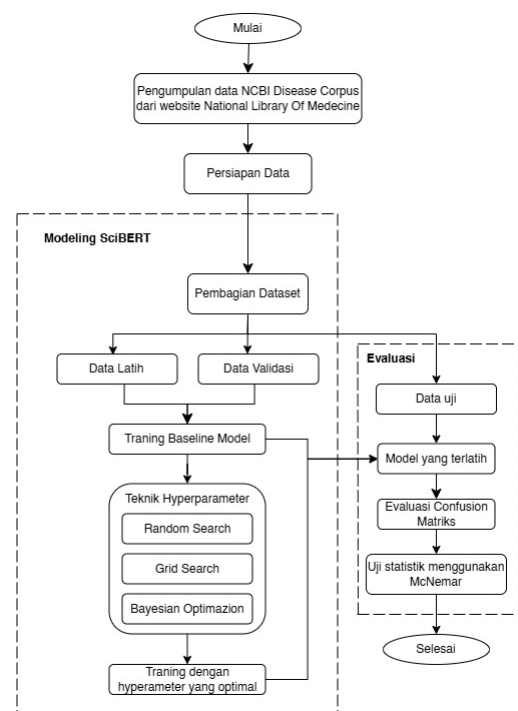 Mulai
Pengumpulan data NCBI Disease Corpus
dari website National Library Of Medecine
Persiapan Data
Modeling SciBERT
Pembagian Dataset
Data Latih
Data Validasi
Traning Baseline Model
Teknik Hyperparameter
Random Search
Grid Search
Bayesian Optimazion
Traning dengan
hyperameter yang optimal
Evaluasi
Data uji
Model yang terlatih
Evaluasi Confusion
Matriks
Uji statistik menggunakan
McNemar
Selesai